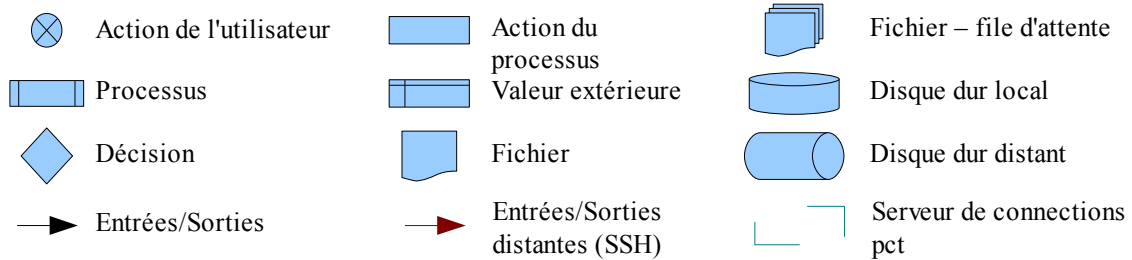 Action de l'utilisateur
Action du
processus
Fichier – file d'attente
Processus
Valeur extérieure
Disque dur local
Décision
Fichier
Disque dur distant
Entrées/Sorties
Entrées/Sorties
distantes (SSH)
Serveur de connections
pct